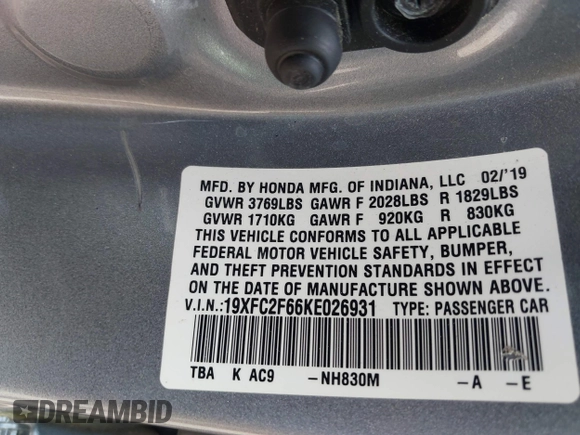 MFD. BY HONDA MFG. OF INDIANA, LLC 02/'19
GVWR 3769LBS GAWR F 2028LBS R 1829LBS
GVWR 1710KG GAWR F 920KG R 830KG
THIS VEHICLE CONFORMS TO ALL APPLICABLE
FEDERAL MOTOR VEHICLE SAFETY, BUMPER,
AND THEFT PREVENTION STANDARDS IN EFFECT
ON THE DATE OF MANUFACTURE SHOWN ABOVE.
V.I.N.:19XFC2F66KE026931 TYPE: PASSENGER CAR
TBA K AC9 -NH830M -A -E
DREAMBID